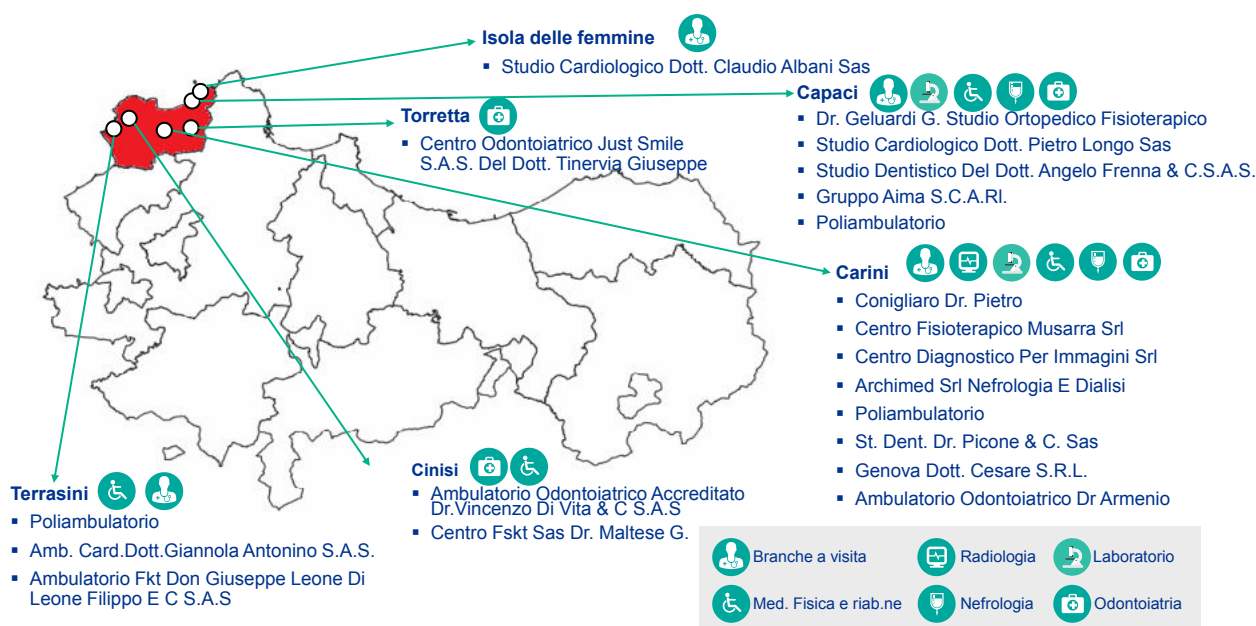 Isola delle femmine
▪ Studio Cardiologico Dott. Claudio Albani Sas
Capaci
▪ Dr. Geluardi G. Studio Ortopedico Fisioterapico
▪ Studio Cardiologico Dott. Pietro Longo Sas
▪ Studio Dentistico Del Dott. Angelo Frenna & C.S.A.S.
▪ Gruppo Aima S.C.A.Rl.
▪ Poliambulatorio
Torretta
▪ Centro Odontoiatrico Just Smile
S.A.S. Del Dott. Tinervia Giuseppe
Carini
▪ Conigliaro Dr. Pietro
▪ Centro Fisioterapico Musarra Srl
▪ Centro Diagnostico Per Immagini Srl
▪ Archimed Srl Nefrologia E Dialisi
▪ Poliambulatorio
▪ St. Dent. Dr. Picone & C. Sas
▪ Genova Dott. Cesare S.R.L.
▪ Ambulatorio Odontoiatrico Dr Armenio
Cinisi
▪ Ambulatorio Odontoiatrico Accreditato
Dr.Vincenzo Di Vita & C S.A.S
▪ Centro Fskt Sas Dr. Maltese G.
Terrasini
▪ Poliambulatorio
▪ Amb. Card.Dott.Giannola Antonino S.A.S.
▪ Ambulatorio Fkt Don Giuseppe Leone Di
Leone Filippo E C S.A.S
Branche a visita
Radiologia
Laboratorio
Med. Fisica e riab.ne
Nefrologia
Odontoiatria